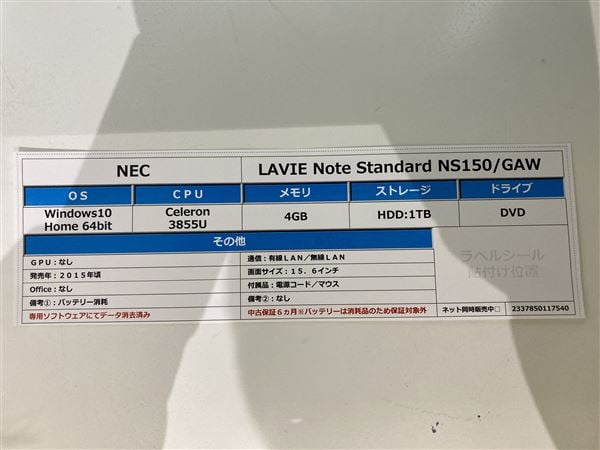 NEC LAVIE Note Standard NS150/GAW
OS CPU メモリ ストレージ ドライブ
Windows10 Home 64bit Celeron 3855U 4GB HDD:1TB DVD
その他
GPU:なし 通信:有線LAN/無線LAN
発売年:2015年頃 画面サイズ:15.6インチ
Office:なし 付属品:電源コード/マウス
備考①:バッテリー消耗 備考②:なし
ラベルシール
貼付け位置
専用ソフトウェアにてデータ消去済み 中古保証6ヵ月※バッテリーは消耗品のため保証対象外 ネット同時販売中□ 2337850117540